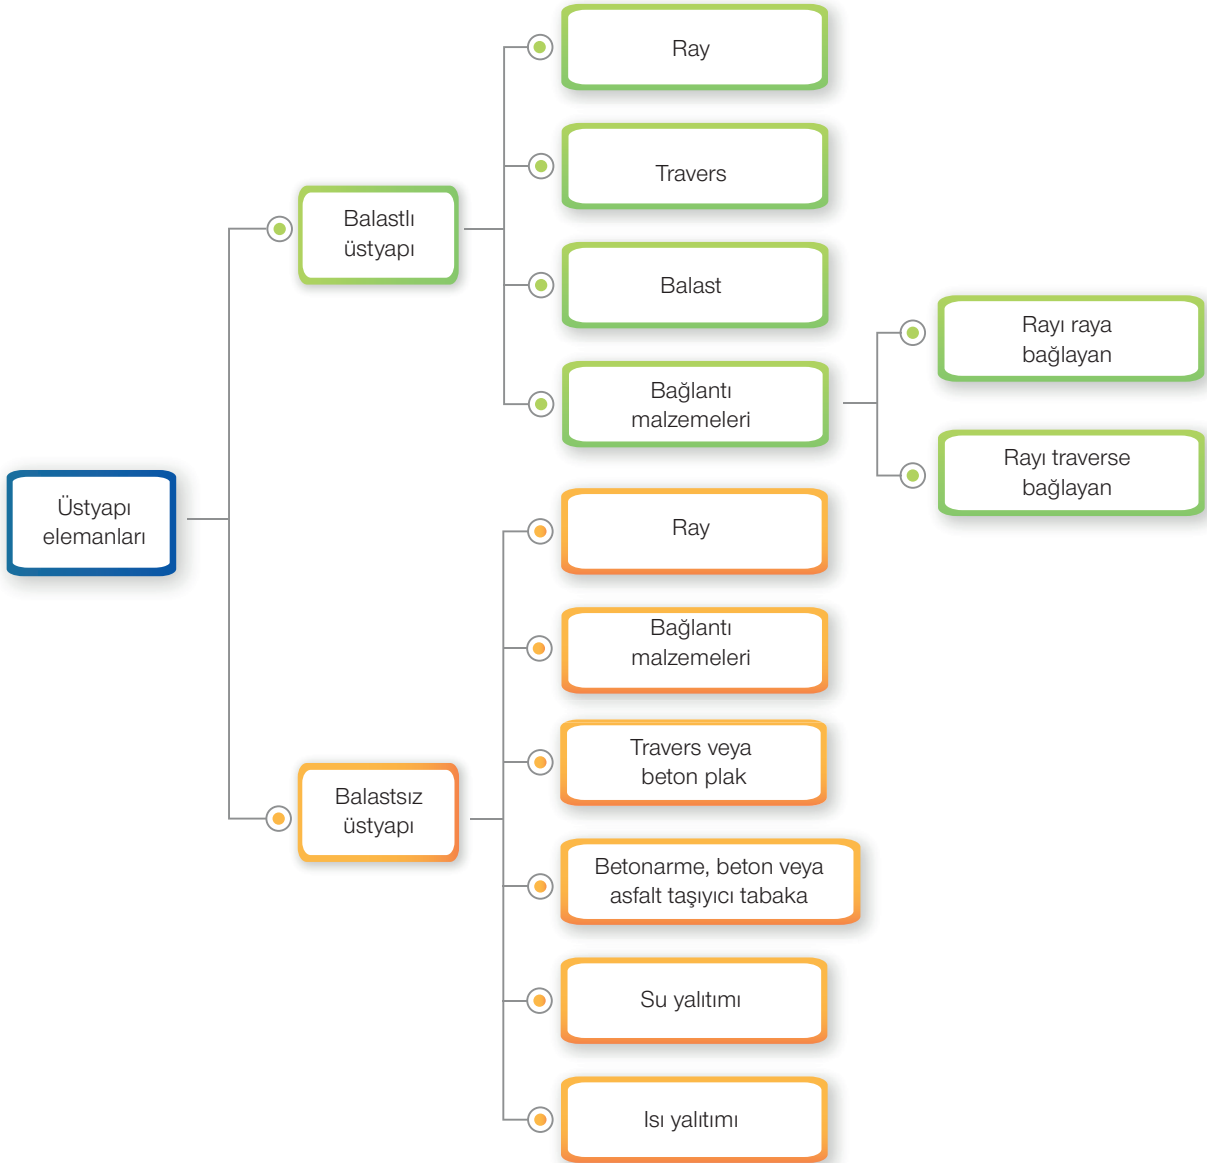 Üstyapı
elemanları
Balastlı
üstyapı
Ray
Travers
Balast
Bağlantı
malzemeleri
Rayı raya
bağlayan
Rayı traverse
bağlayan
Balastsız
üstyapı
Ray
Bağlantı
malzemeleri
Travers veya
beton plak
Betonarme, beton veya
asfalt taşıyıcı tabaka
Su yalıtımı
Isı yalıtımı